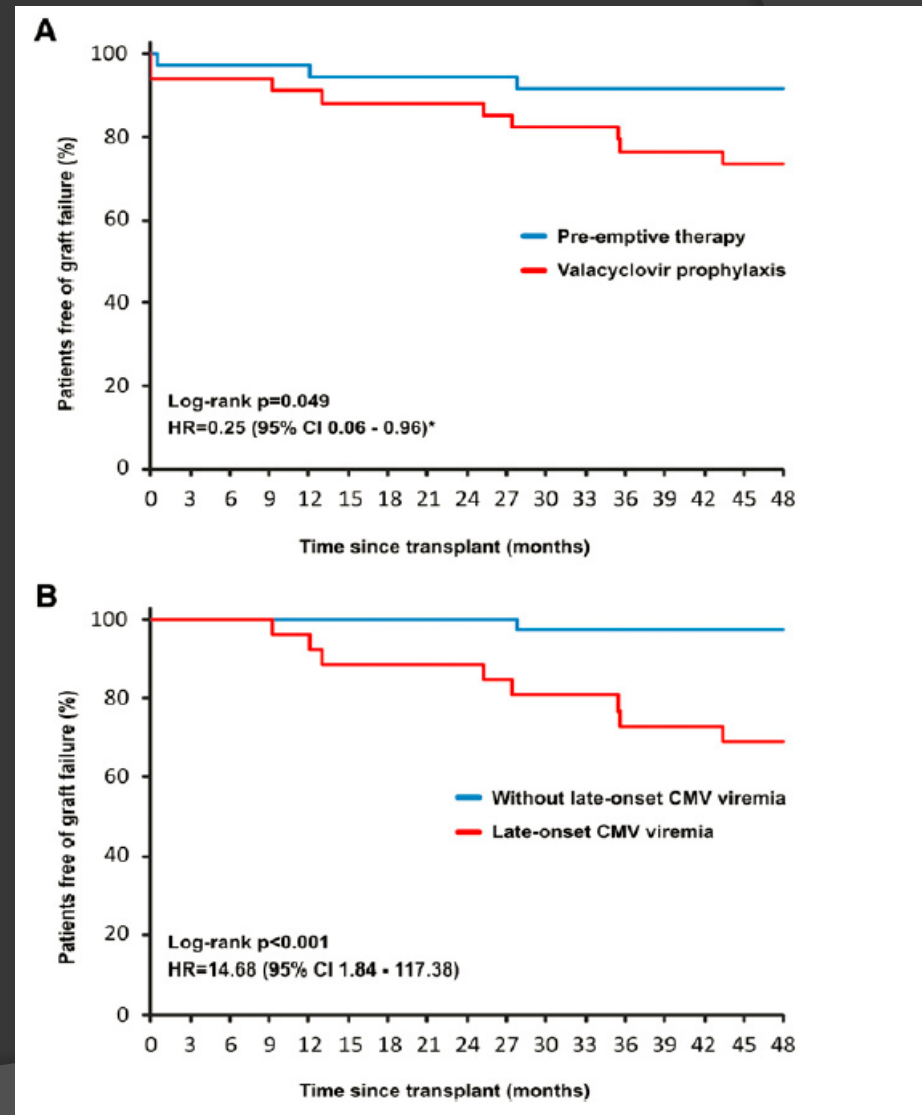 A
Patients free of graft failure (%)
100
80
60
40
20
0
Pre-emptive therapy
Valacyclovir prophylaxis
Log-rank p=0.049
HR=0.25 (95% CI 0.06 - 0.96)*
0 3 6 9 12 15 18 21 24 27 30 33 36 39 42 45 48
Time since transplant (months)
B
Patients free of graft failure (%)
100
80
60
40
20
0
Without late-onset CMV viremia
Late-onset CMV viremia
Log-rank p<0.001
HR=14.68 (95% CI 1.84 - 117.38)
0 3 6 9 12 15 18 21 24 27 30 33 36 39 42 45 48
Time since transplant (months)